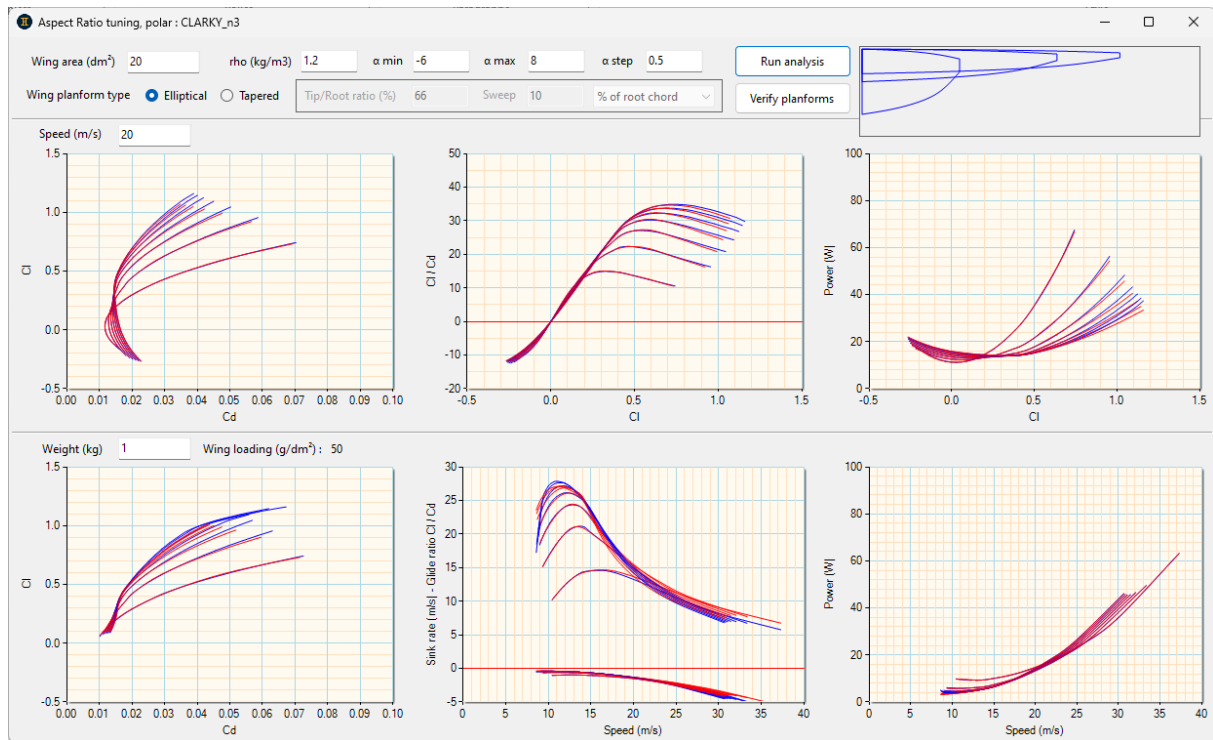 Aspect Ratio tuning, polar : CLARKY_n3
Wing area (dm²) 20 rho (kg/m3) 1.2 α min -6 α max 8 α step 0.5 Run analysis
Wing planform type Elliptical Tapered Tip/Root ratio (%) 66 Sweep 10 % of root chord Verify planforms
Speed (m/s) 20
1.5
1.0
0.5
0.0
-0.5
Cl
0.00 0.01 0.02 0.03 0.04 0.05 0.06 0.07 0.08 0.09 0.10
Cd
50
40
30
20
10
0
-10
-20
Cl / Cd
-0.5 0.0 0.5 1.0 1.5
Cl
100
80
60
40
20
0
Power (W)
-0.5 0.0 0.5 1.0 1.5
Cl
Weight (kg) 1 Wing loading (g/dm²) : 50
1.5
1.0
0.5
0.0
-0.5
Cl
0.00 0.01 0.02 0.03 0.04 0.05 0.06 0.07 0.08 0.09 0.10
Cd
30
25
20
15
10
5
0
-5
Sink rate (m/s) - Glide ratio Cl / Cd
0 5 10 15 20 25 30 35 40
Speed (m/s)
100
80
60
40
20
0
Power (W)
0 5 10 15 20 25 30 35 40
Speed (m/s)